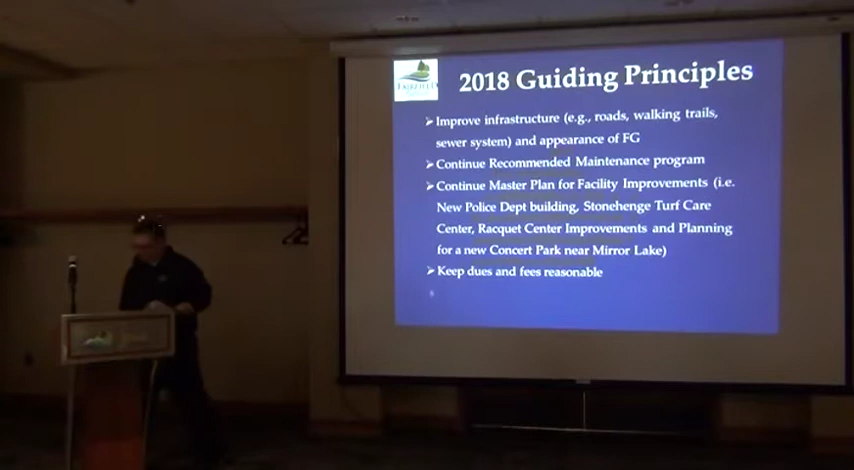 FAIRFIELD
2018 Guiding Principles
➢Improve infrastructure (e.g., roads, walking trails,
sewer system) and appearance of FG
➢Continue Recommended Maintenance program
➢Continue Master Plan for Facility Improvements (i.e.
New Police Dept building, Stonehenge Turf Care
Center, Racquet Center Improvements and Planning
for a new Concert Park near Mirror Lake)
➢Keep dues and fees reasonable